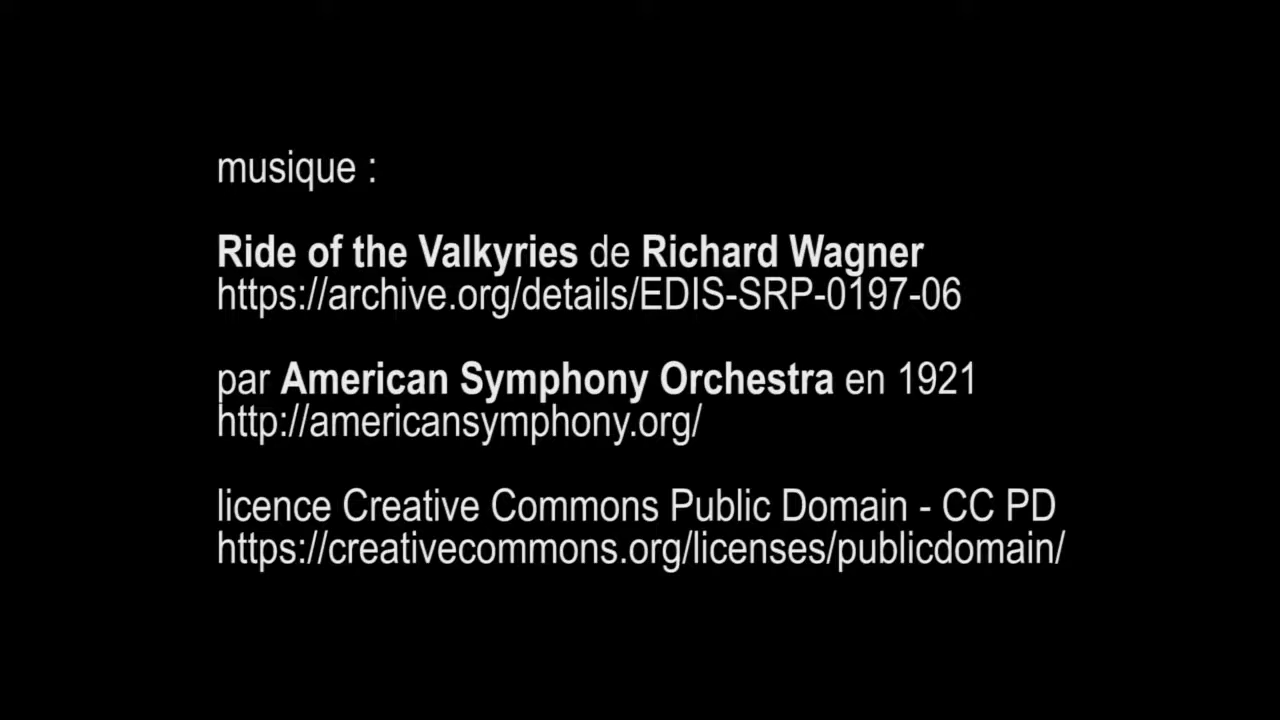 musique :
Ride of the Valkyries de Richard Wagner
https://archive.org/details/EDIS-SRP-0197-06
par American Symphony Orchestra en 1921
http://americansymphony.org/
licence Creative Commons Public Domain - CC PD
https://creativecommons.org/licenses/publicdomain/